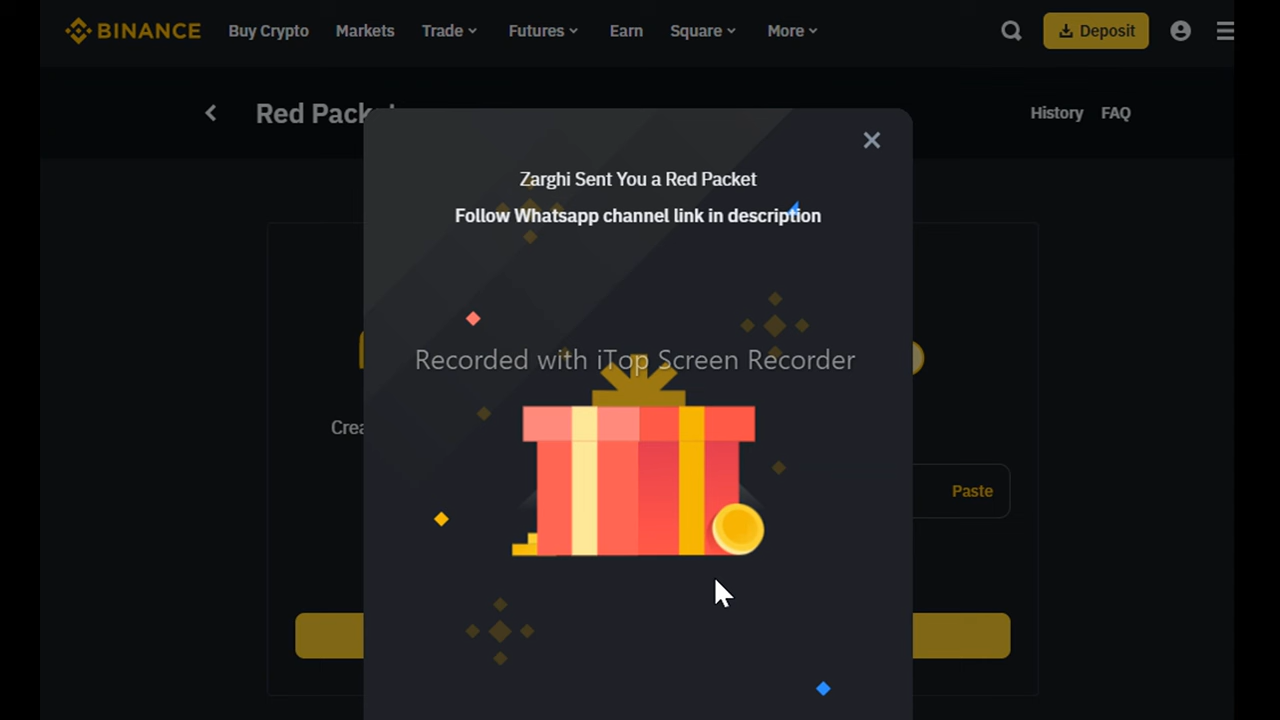 BINANCE Buy Crypto Markets Trade Futures Earn Square More Deposit
Red Packet History FAQ
Zarghi Sent You a Red Packet
Follow Whatsapp channel link in description
Recorded with iTop Screen Recorder
Crea
Paste